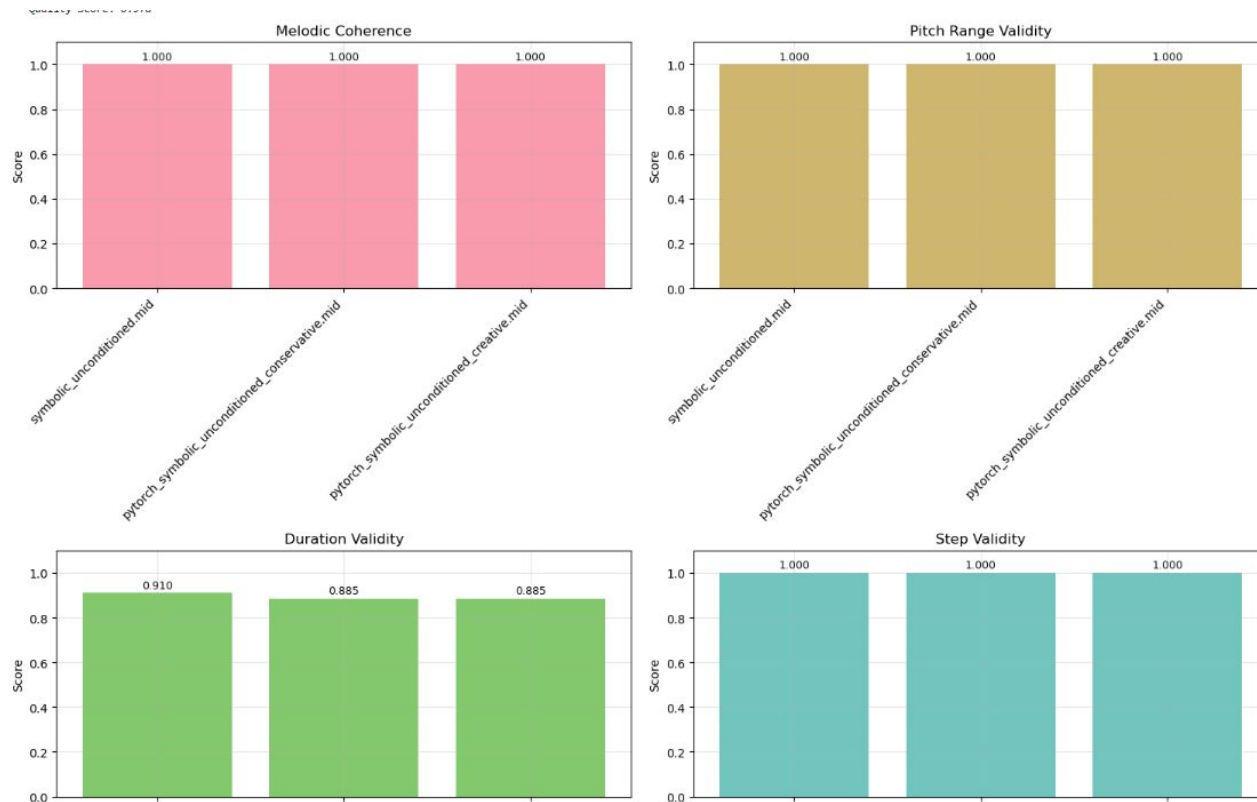 Melodic Coherence
1.000 1.000 1.000
1.0
0.8
0.6
0.4
0.2
0.0
Score
symbolic_unconditioned.mid
pytorch_symbolic_unconditioned_conservative.mid
pytorch_symbolic_unconditioned_creative.mid
Pitch Range Validity
1.000 1.000 1.000
1.0
0.8
0.6
0.4
0.2
0.0
Score
symbolic_unconditioned.mid
pytorch_symbolic_unconditioned_conservative.mid
pytorch_symbolic_unconditioned_creative.mid
Duration Validity
0.910 0.885 0.885
1.0
0.8
0.6
0.4
0.2
0.0
Score
Step Validity
1.000 1.000 1.000
1.0
0.8
0.6
0.4
0.2
0.0
Score